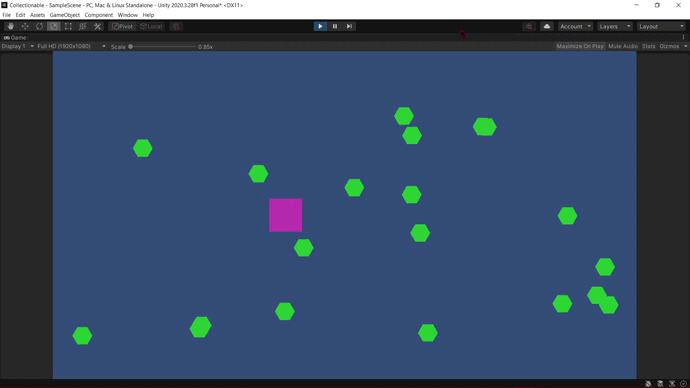 Collectionable - SampleScene - PC, Mac & Linux Standalone - Unity 2020.3.28f1 Personal* <DX11>
File Edit Assets GameObject Component Window Help
Pivot Local Account Layers Layout
Game
Display 1 Full HD (1920x1080) Scale 0.85x Maximize On Play Mute Audio Stats Gizmos